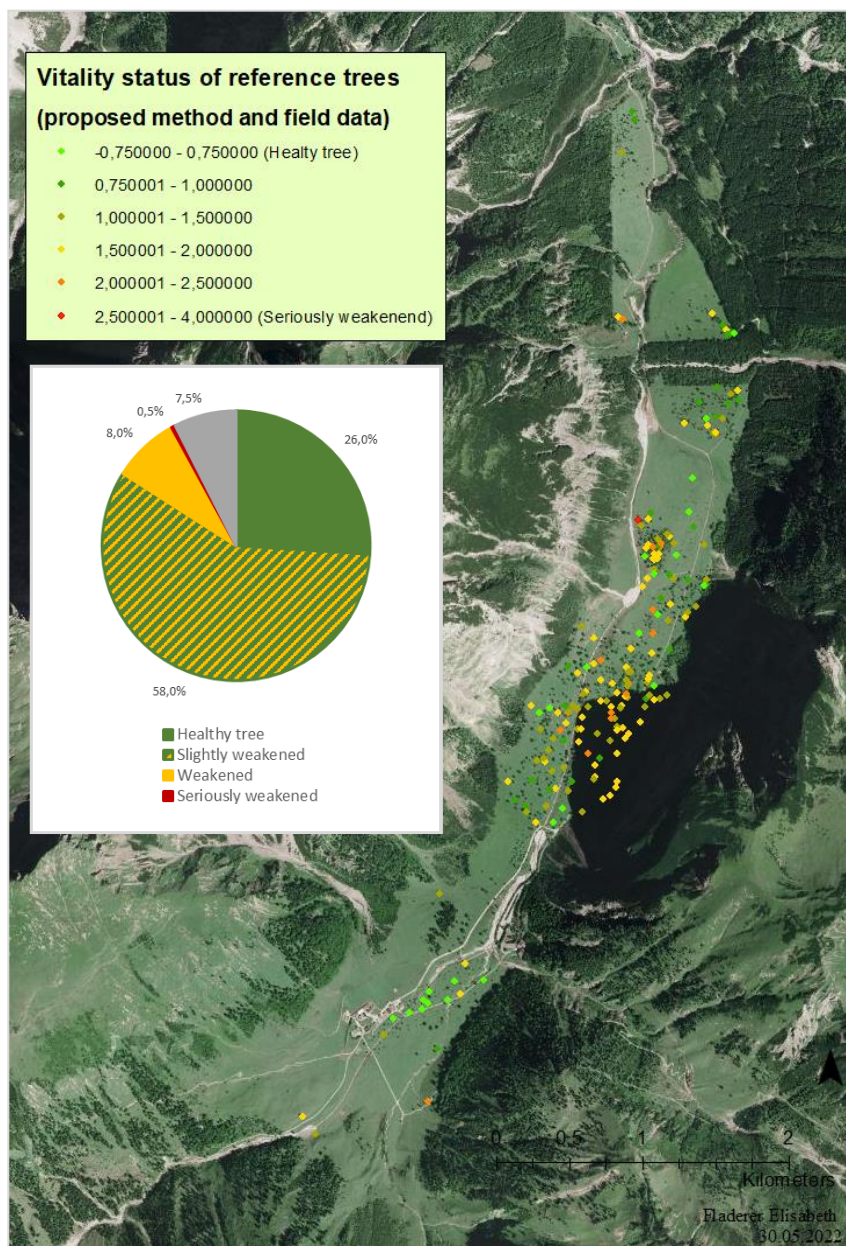 Vitality status of reference trees
(proposed method and field data)
-0,750000 - 0,750000 (Healty tree)
0,750001 - 1,000000
1,000001 - 1,500000
1,500001 - 2,000000
2,000001 - 2,500000
2,500001 - 4,000000 (Seriously weakenend)
7,5%
0,5%
8,0%
26,0%
58,0%
Healthy tree
Slightly weakened
Weakened
Seriously weakened
0 0,5 1 2
Kilometers
Fladerer Elisabeth
30.05.2022